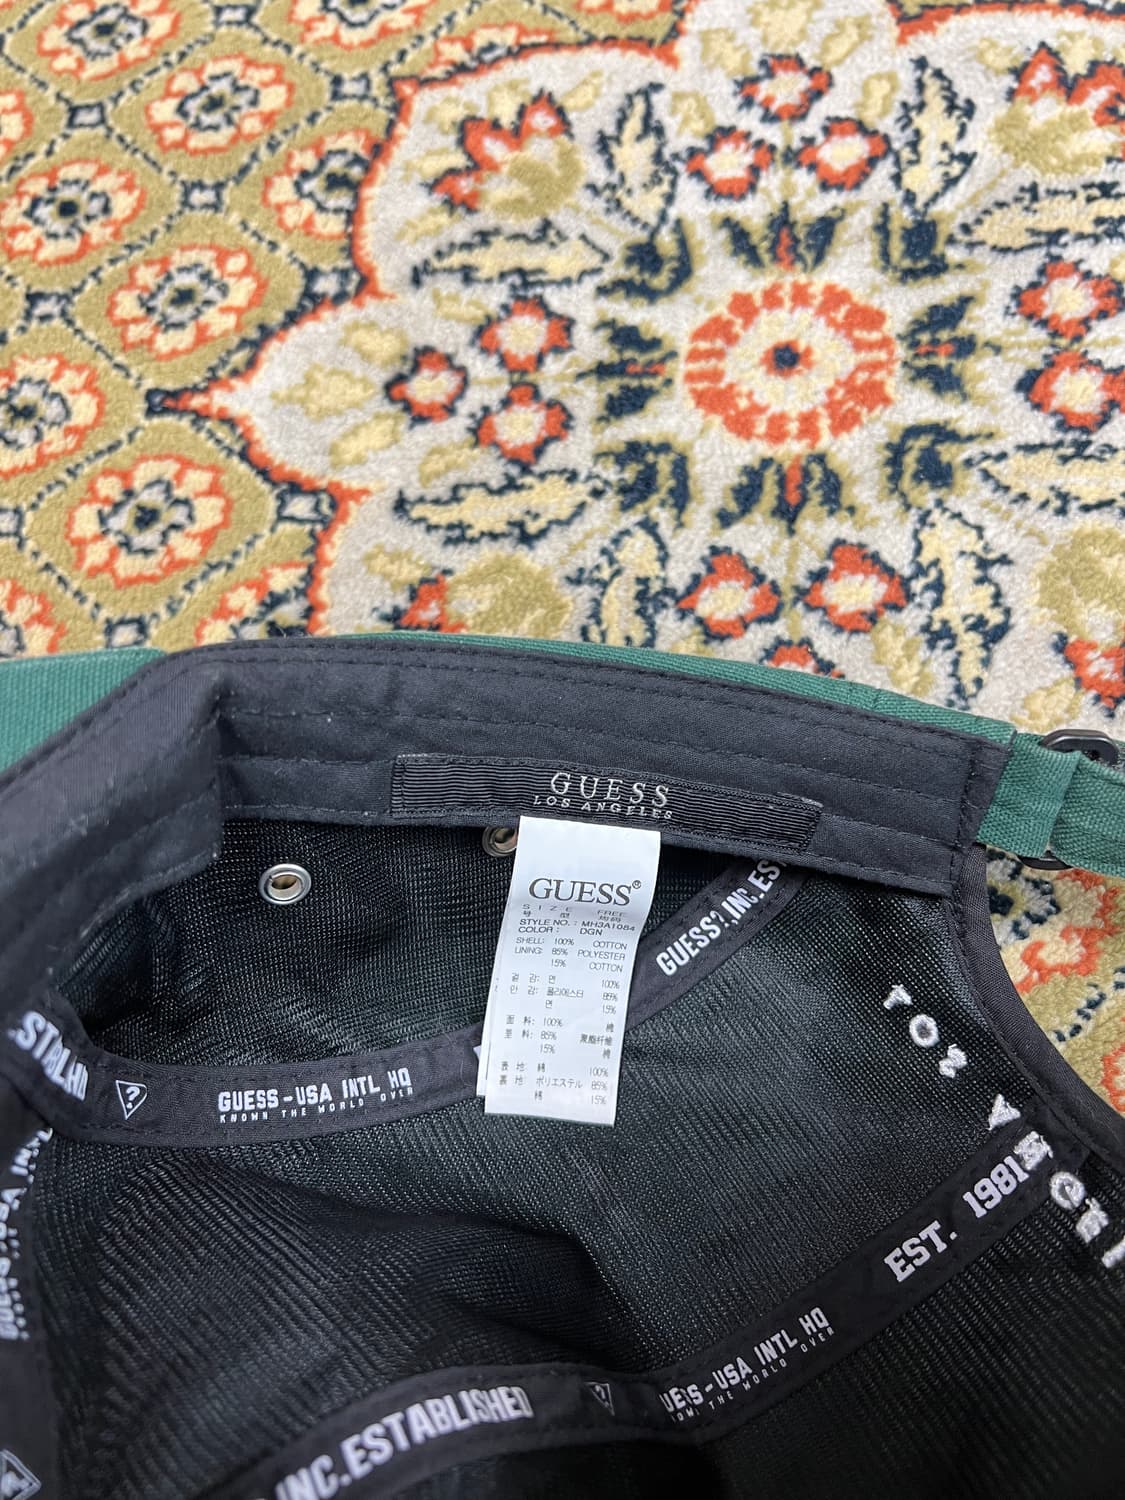 GUESS
LOS ANGELES
GUESS®
SIZE FREE
STYLE NO.: MH3A1084
COLOR: DGN
SHELL: 100% COTTON
LINING: 85% POLYESTER
15% COTTON
겉 감: 면 100%
안 감: 폴리에스터 85%
면 15%
面 料: 100% 棉
里 料: 85% 聚酯纤维
15% 棉
表 地: 綿 100%
裏 地: ポリエステル 85%
綿 15%
GUESS?,INC.ES
?
GUESS-USA INTL HQ
KNOWN THE WORLD OVER
EST. 1981
?
UESS-USA INTL HQ
NOWN THE WORLD OVER
INC.ESTABLISHED